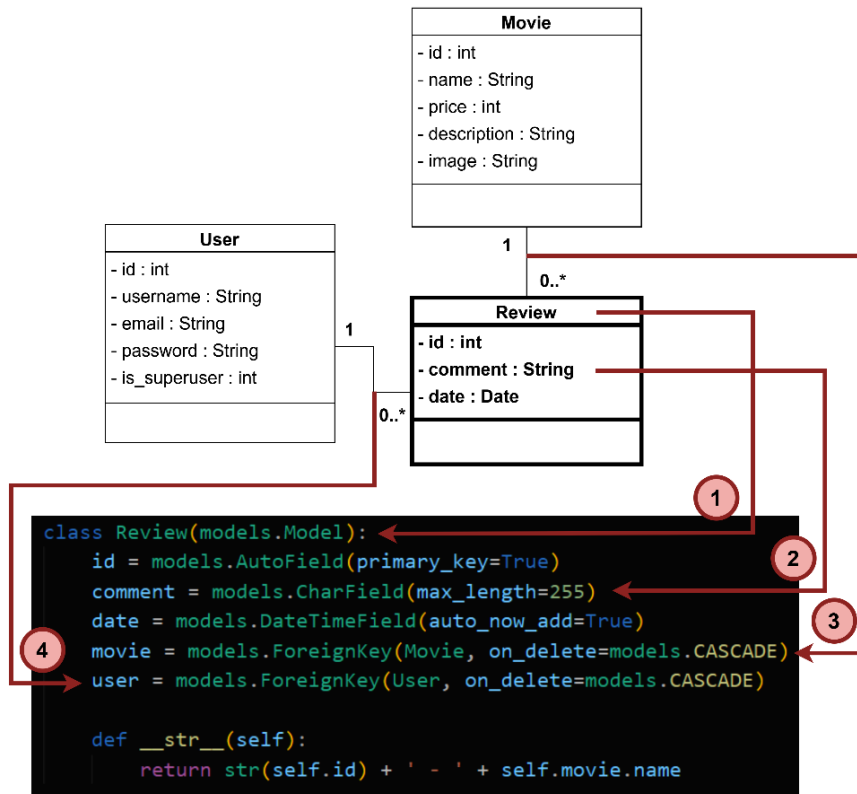 Movie
- id : int
- name : String
- price : int
- description : String
- image : String
User
- id : int
- username : String
- email : String
- password : String
- is_superuser : int
1
0..*
1
0..*
Review
- id : int
- comment : String
- date : Date
1
2
3
4
class Review(models.Model):
    id = models.AutoField(primary_key=True)
    comment = models.CharField(max_length=255)
    date = models.DateTimeField(auto_now_add=True)
    movie = models.ForeignKey(Movie, on_delete=models.CASCADE)
    user = models.ForeignKey(User, on_delete=models.CASCADE)
    def __str__(self):
        return str(self.id) + ' - ' + self.movie.name